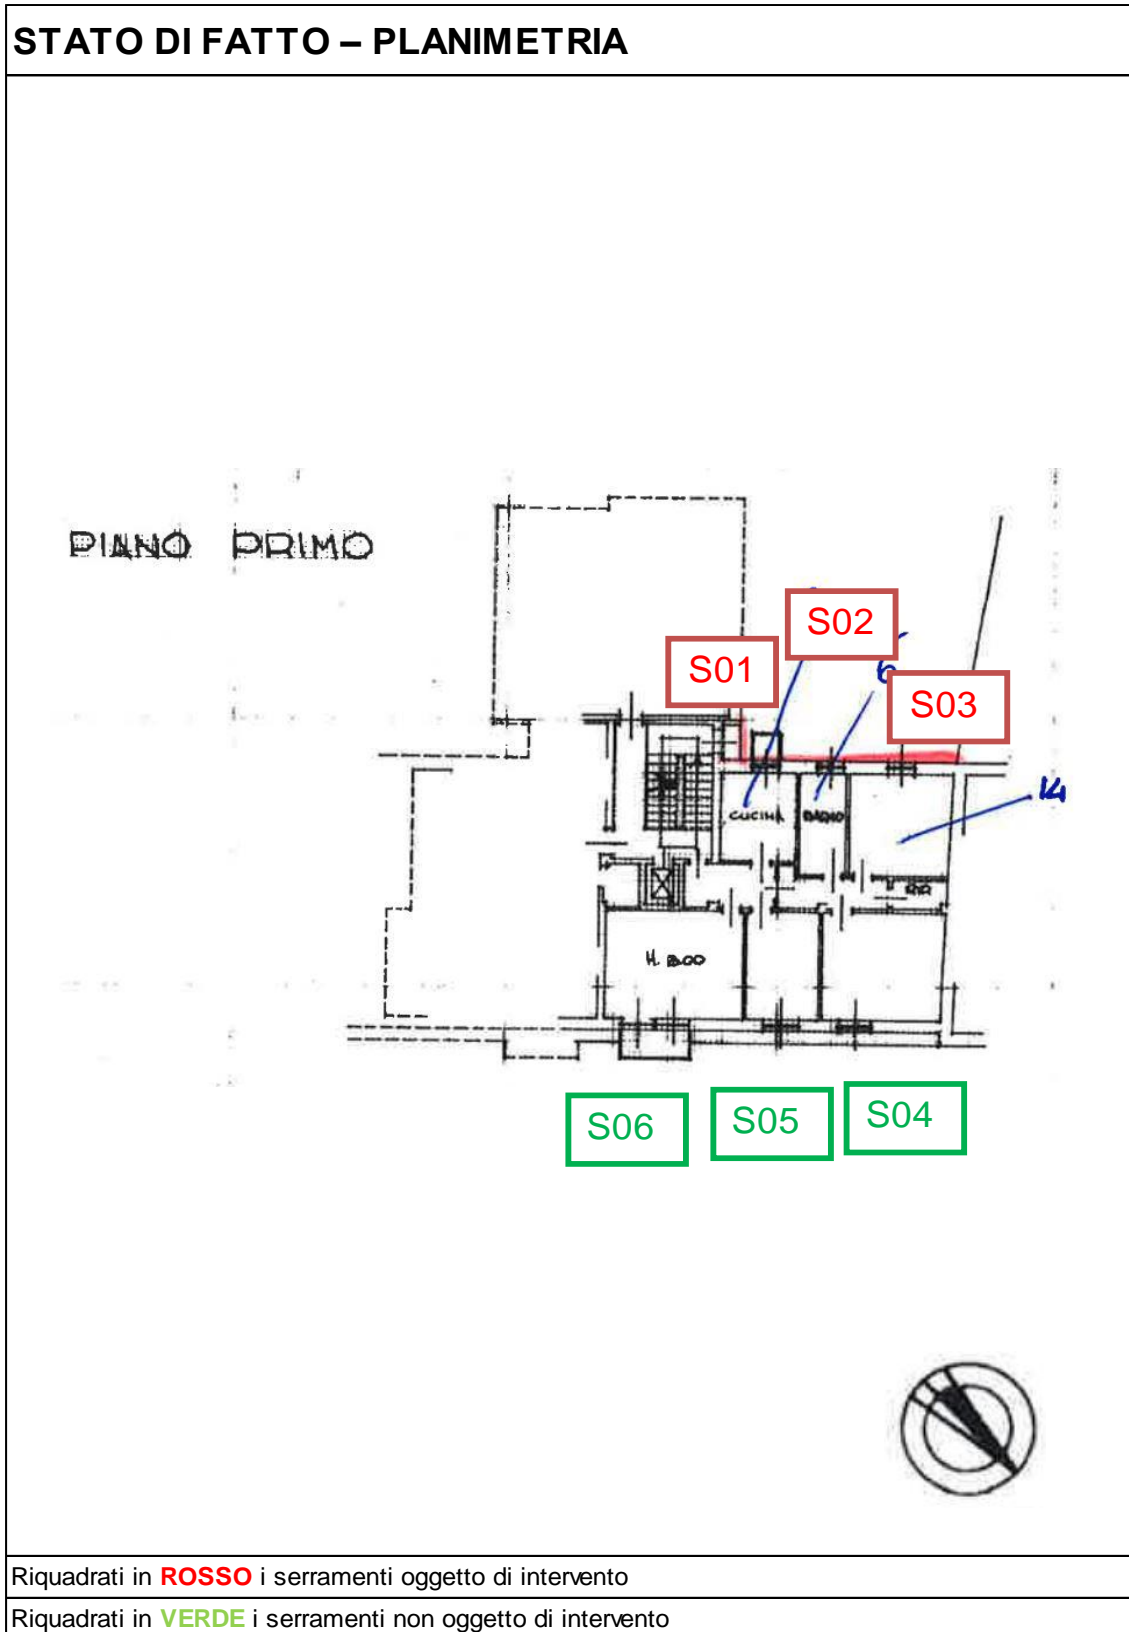 STATO DI FATTO – PLANIMETRIA
PIANO PRIMO
S02
S01
6
S03
14
CUCINA
BAGNO
RIP
H. 300
S06
S05
S04
Riquadrati in ROSSO i serramenti oggetto di intervento
Riquadrati in VERDE i serramenti non oggetto di intervento